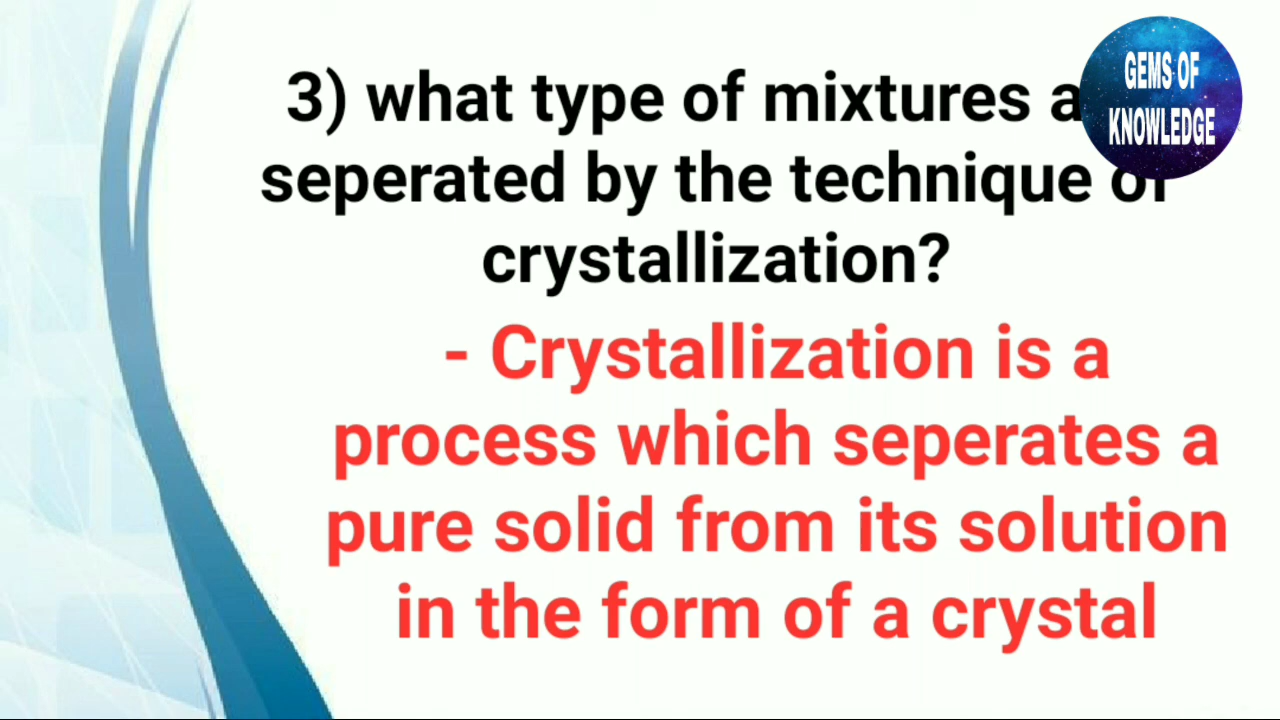 3) what type of mixtures a
seperated by the technique of
crystallization?
- Crystallization is a
process which seperates a
pure solid from its solution
in the form of a crystal
GEMS OF
KNOWLEDGE